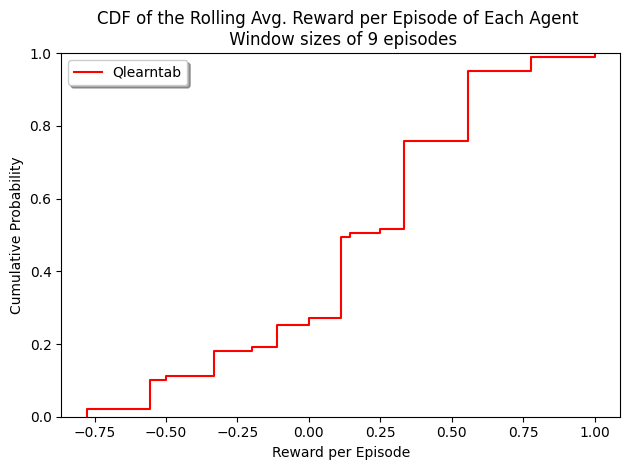 CDF of the Rolling Avg. Reward per Episode of Each Agent
Window sizes of 9 episodes
Qlearntab
Cumulative Probability
1.0
0.8
0.6
0.4
0.2
0.0
−0.75 −0.50 −0.25 0.00 0.25 0.50 0.75 1.00
Reward per Episode